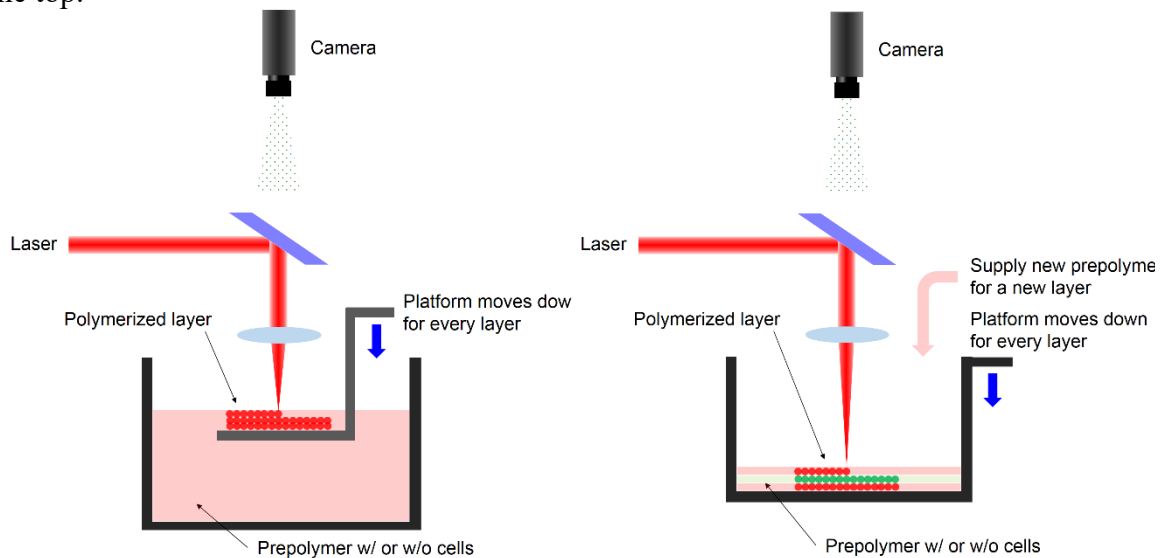 top.
Camera
Laser
Polymerized layer
Platform moves dow
for every layer
Prepolymer w/ or w/o cells
Camera
Laser
Supply new prepolyme
for a new layer
Polymerized layer
Platform moves down
for every layer
Prepolymer w/ or w/o cells